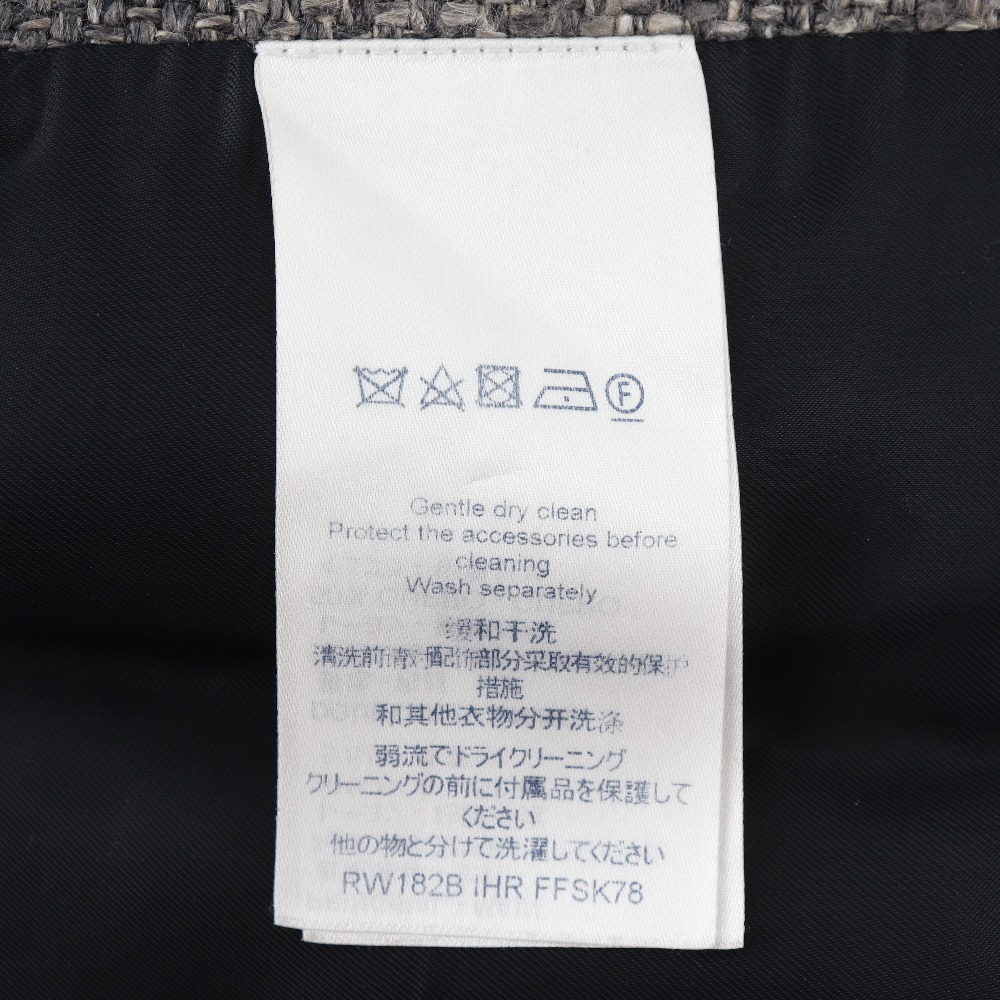 F
Gentle dry clean
Protect the accessories before
cleaning
Wash separately
缓和干洗
清洗前请对配饰部分采取有效的保护
措施
和其他衣物分开洗涤
弱流でドライクリーニング
クリーニングの前に付属品を保護して
ください
他の物と分けて洗濯してください
RW182B IHR FFSK78